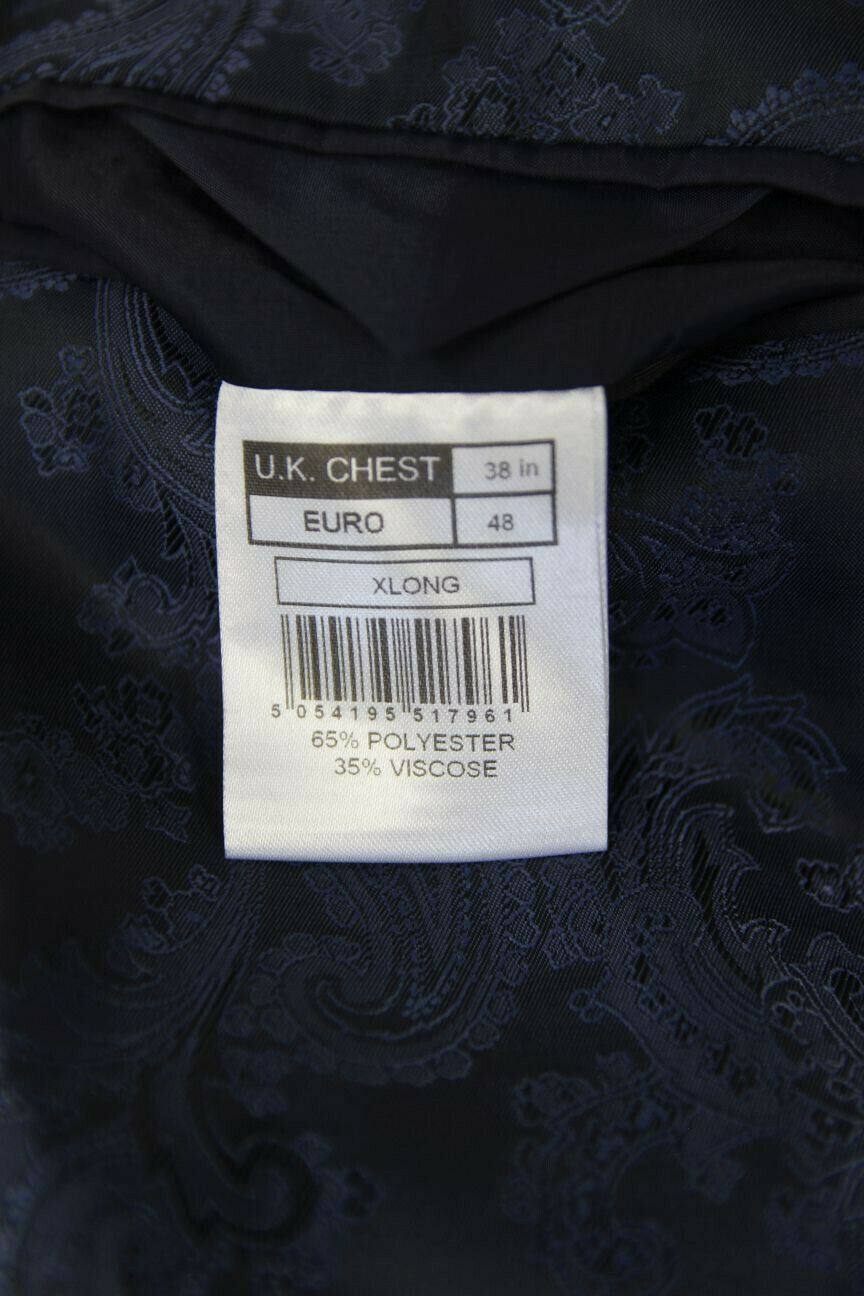 U.K. CHEST 38 in
EURO 48
XLONG
5 054195 517961
65% POLYESTER
35% VISCOSE